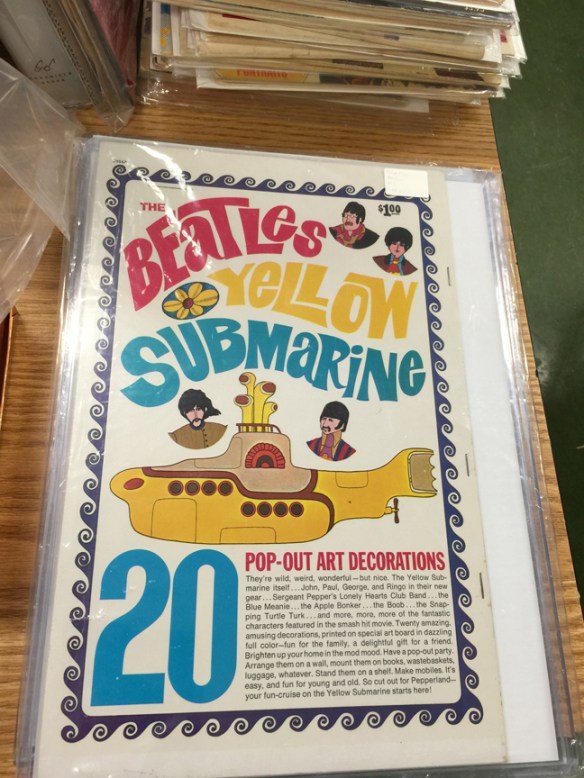 PORTRAITS
THE
BEATLES
$1.00
YELLOW
SUBMARINE
20
POP-OUT ART DECORATIONS
They're wild, weird, wonderful—but nice. The Yellow Sub-
marine itself...John, Paul, George, and Ringo in their new
gear...Sergeant Pepper's Lonely Hearts Club Band...the
Blue Meanie...the Apple Bonker...the Boob...the Snap-
ping Turtle Turk...and more, more, more of the fantastic
characters featured in the smash hit movie. Twenty amazing,
amusing decorations, printed on special art board in dazzling
full color—fun for the family, a delightful gift for a friend.
Brighten up your home in the mod mood. Have a pop-out party.
Arrange them on a wall, mount them on books, wastebaskets,
luggage, whatever. Stand them on a shelf. Make mobiles. It's
easy, and fun for young and old. So cut out for Pepperland—
your fun-cruise on the Yellow Submarine starts here!